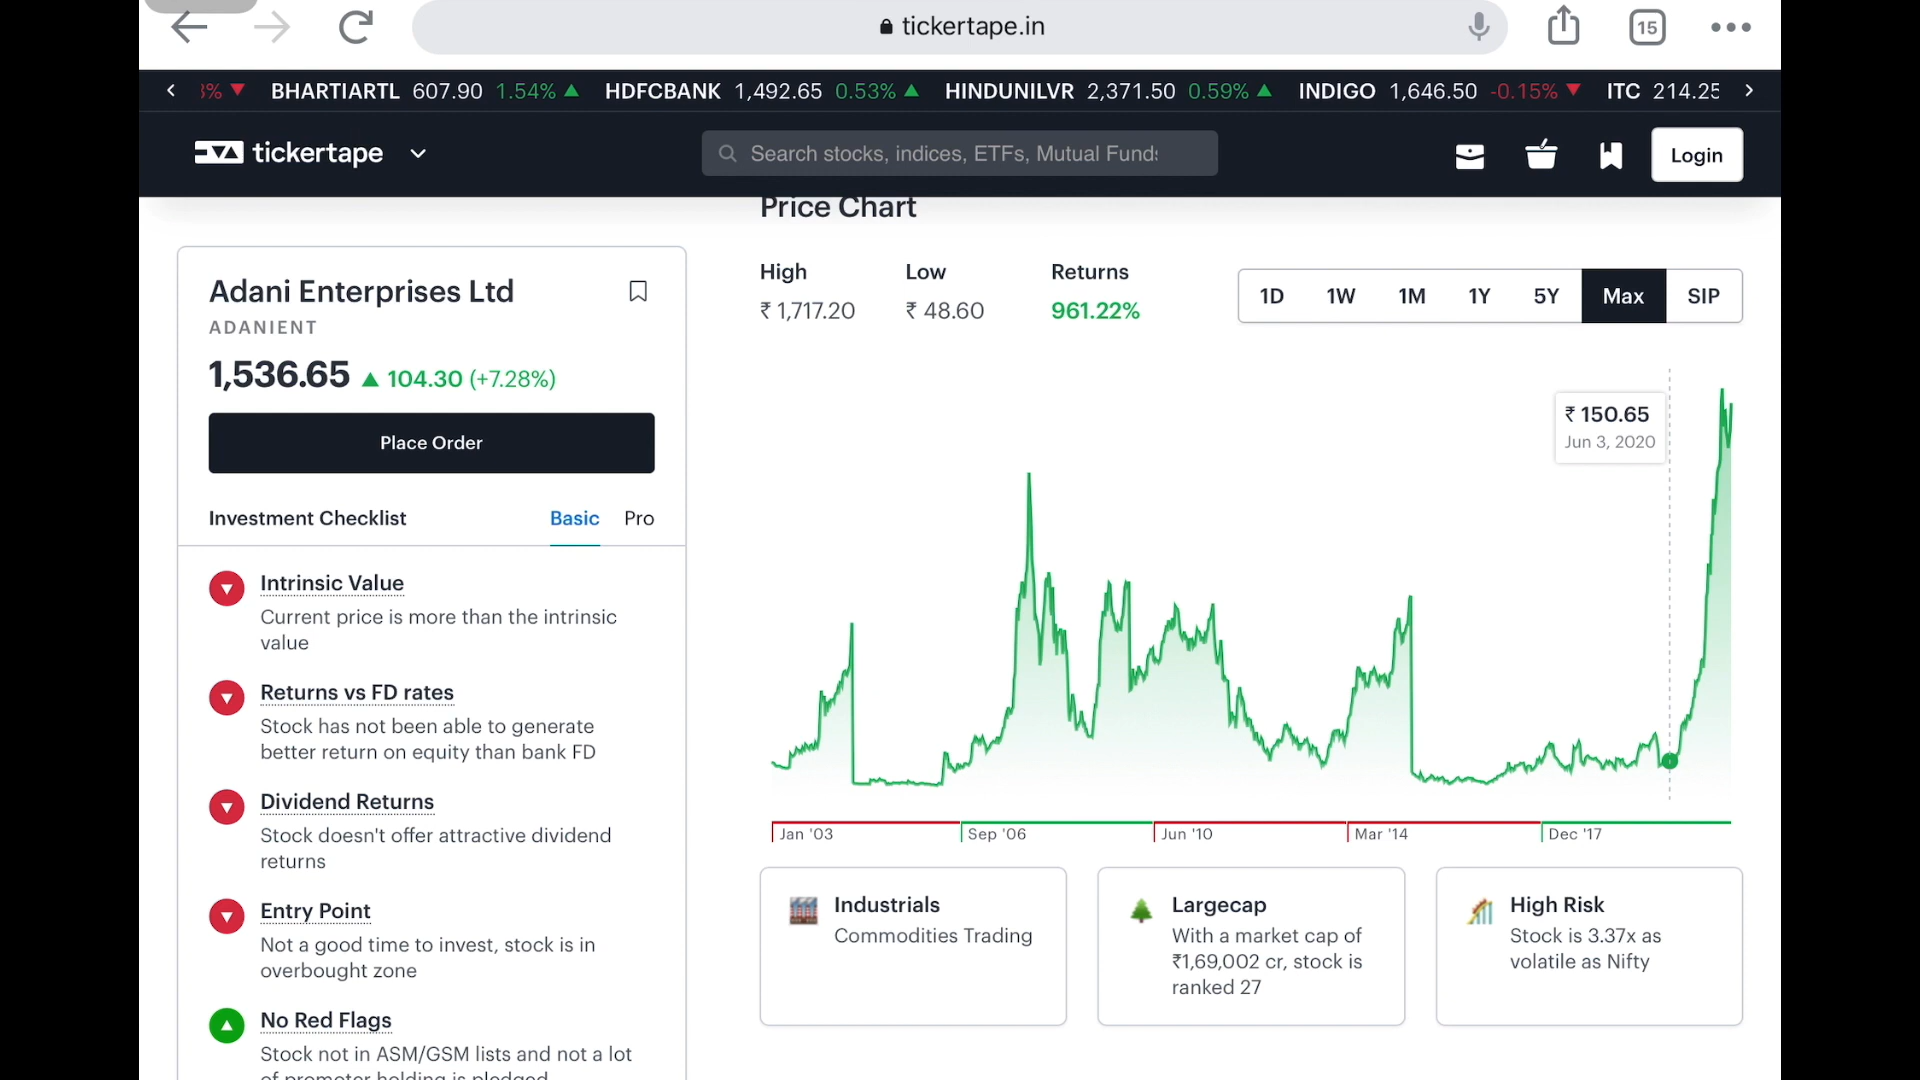 tickertape.in
15
BHARTIARTL 607.90 1.54% HDFCBANK 1,492.65 0.53% HINDUNILVR 2,371.50 0.59% INDIGO 1,646.50 -0.15% ITC 214.25
tickertape
Search stocks, indices, ETFs, Mutual Fund
Login
Price Chart
Adani Enterprises Ltd
ADANIENT
1,536.65 104.30 (+7.28%)
Place Order
Investment Checklist Basic Pro
Intrinsic Value
Current price is more than the intrinsic
value
Returns vs FD rates
Stock has not been able to generate
better return on equity than bank FD
Dividend Returns
Stock doesn't offer attractive dividend
returns
Entry Point
Not a good time to invest, stock is in
overbought zone
No Red Flags
Stock not in ASM/GSM lists and not a lot
of promoter holding is pledged
High Low Returns
₹ 1,717.20 ₹ 48.60 961.22%
1D 1W 1M 1Y 5Y Max SIP
₹ 150.65
Jun 3, 2020
Jan '03 Sep '06 Jun '10 Mar '14 Dec '17
Industrials
Commodities Trading
Largecap
With a market cap of
₹1,69,002 cr, stock is
ranked 27
High Risk
Stock is 3.37x as
volatile as Nifty